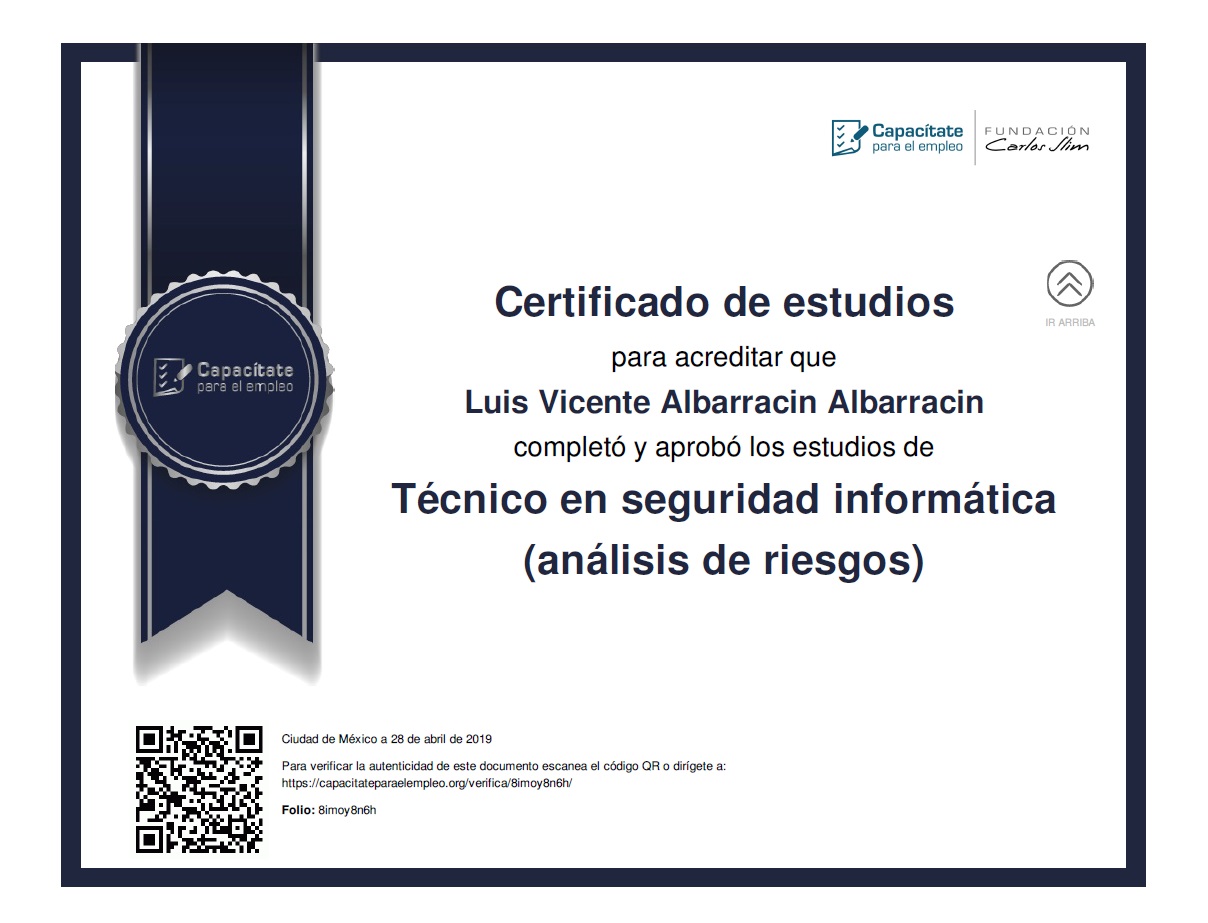 Capacítate
para el empleo
FUNDACIÓN
Carlos Slim
Certificado de estudios
IR ARRIBA
para acreditar que
Luis Vicente Albarracin Albarracin
completó y aprobó los estudios de
Técnico en seguridad informática
(análisis de riesgos)
Capacítate
para el empleo
Ciudad de México a 28 de abril de 2019
Para verificar la autenticidad de este documento escanea el código QR o dirígete a:
https://capacitateparaelempleo.org/verifica/8imoy8n6h/
Folio: 8imoy8n6h